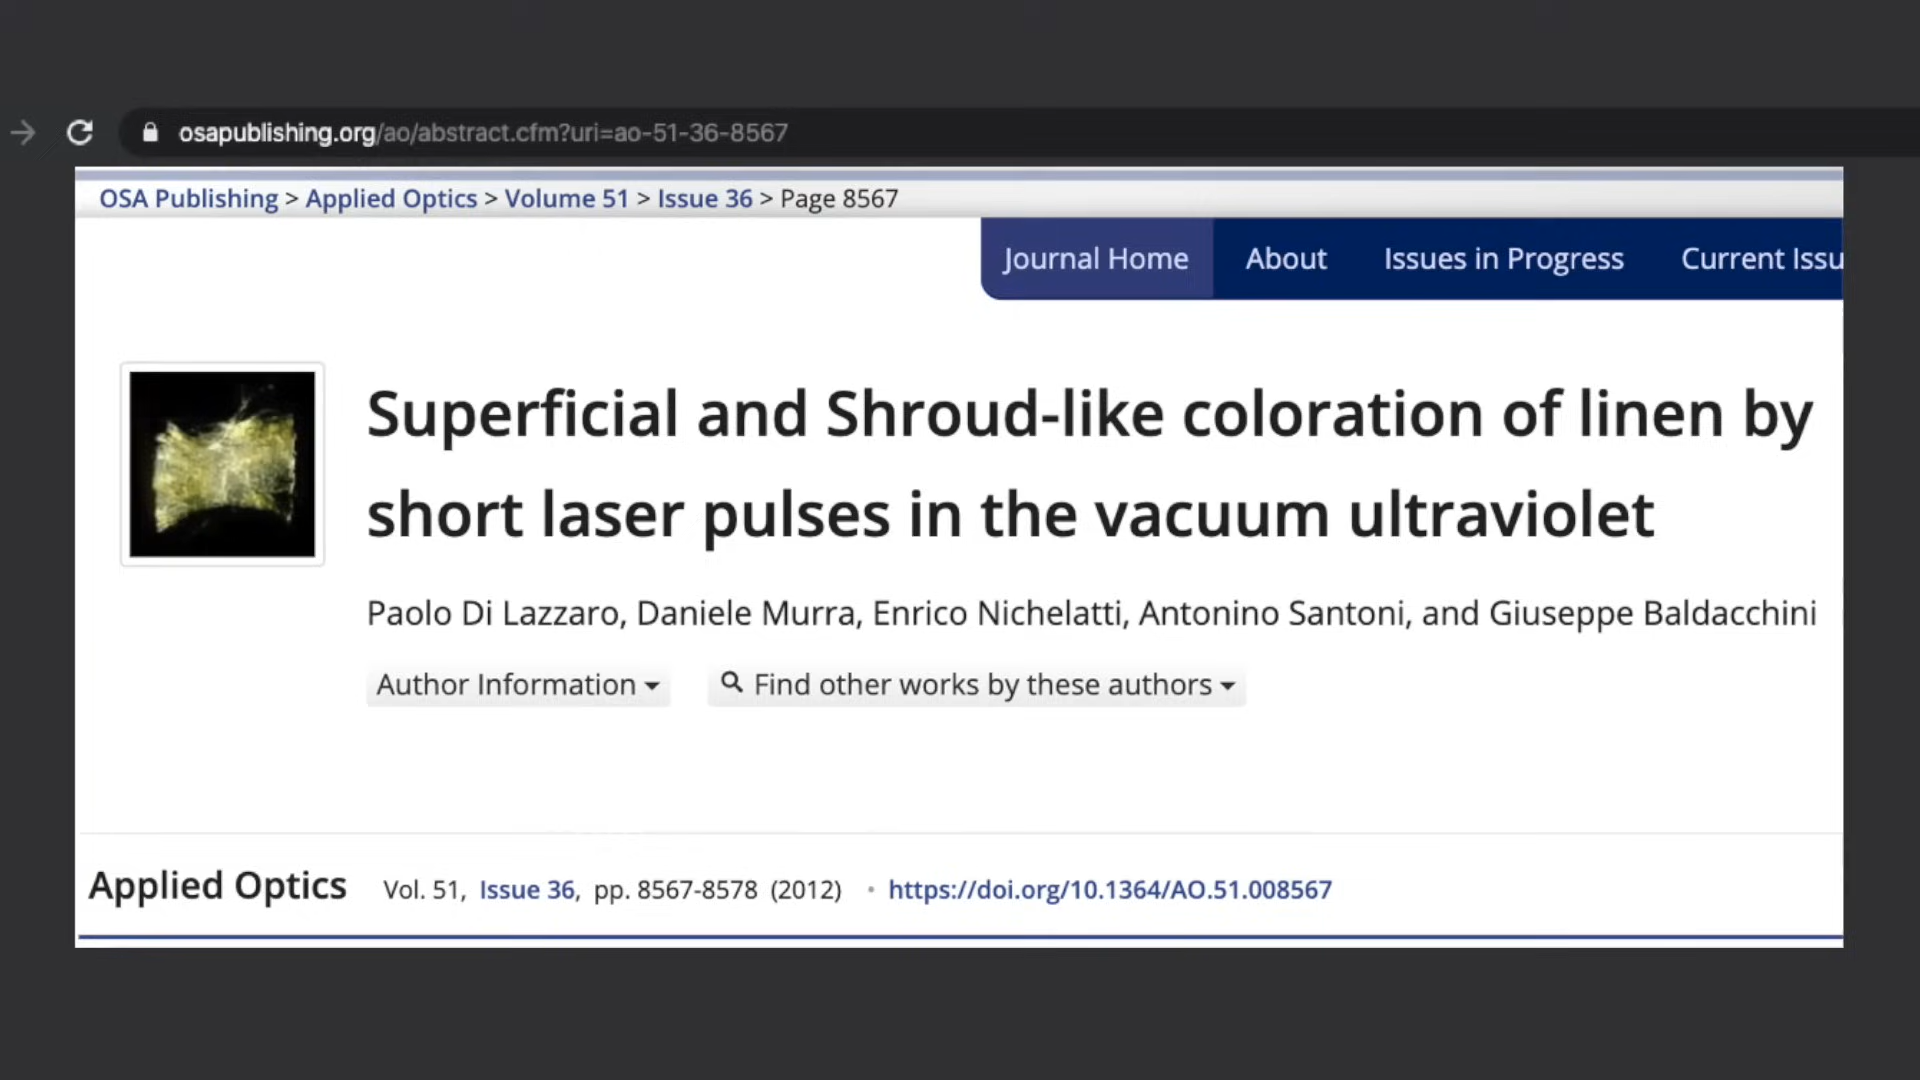 osapublishing.org/ao/abstract.cfm?uri=ao-51-36-8567
OSA Publishing > Applied Optics > Volume 51 > Issue 36 > Page 8567
Journal Home About Issues in Progress Current Issu
Superficial and Shroud-like coloration of linen by
short laser pulses in the vacuum ultraviolet
Paolo Di Lazzaro, Daniele Murra, Enrico Nichelatti, Antonino Santoni, and Giuseppe Baldacchini
Author Information Find other works by these authors
Applied Optics Vol. 51, Issue 36, pp. 8567-8578 (2012) • https://doi.org/10.1364/AO.51.008567